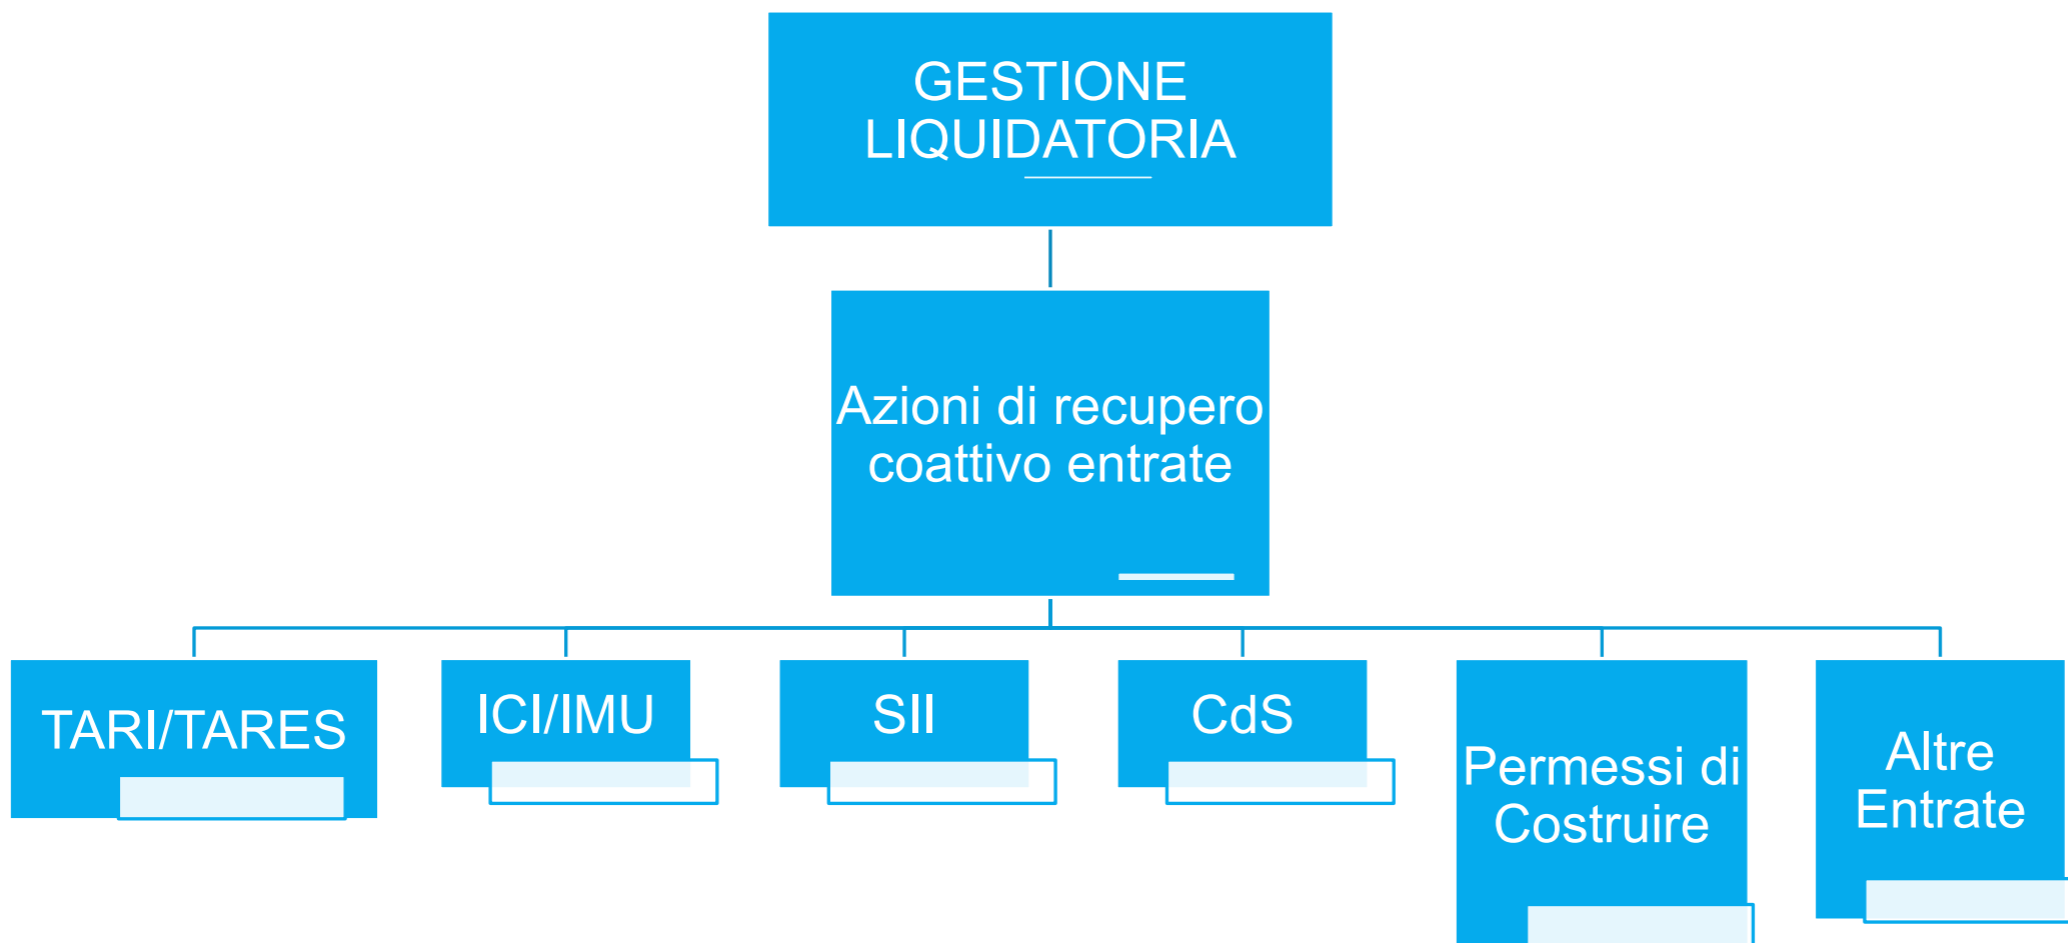 GESTIONE
LIQUIDATORIA
Azioni di recupero
coattivo entrate
TARI/TARES
ICI/IMU
SII
CdS
Permessi di
Costruire
Altre
Entrate